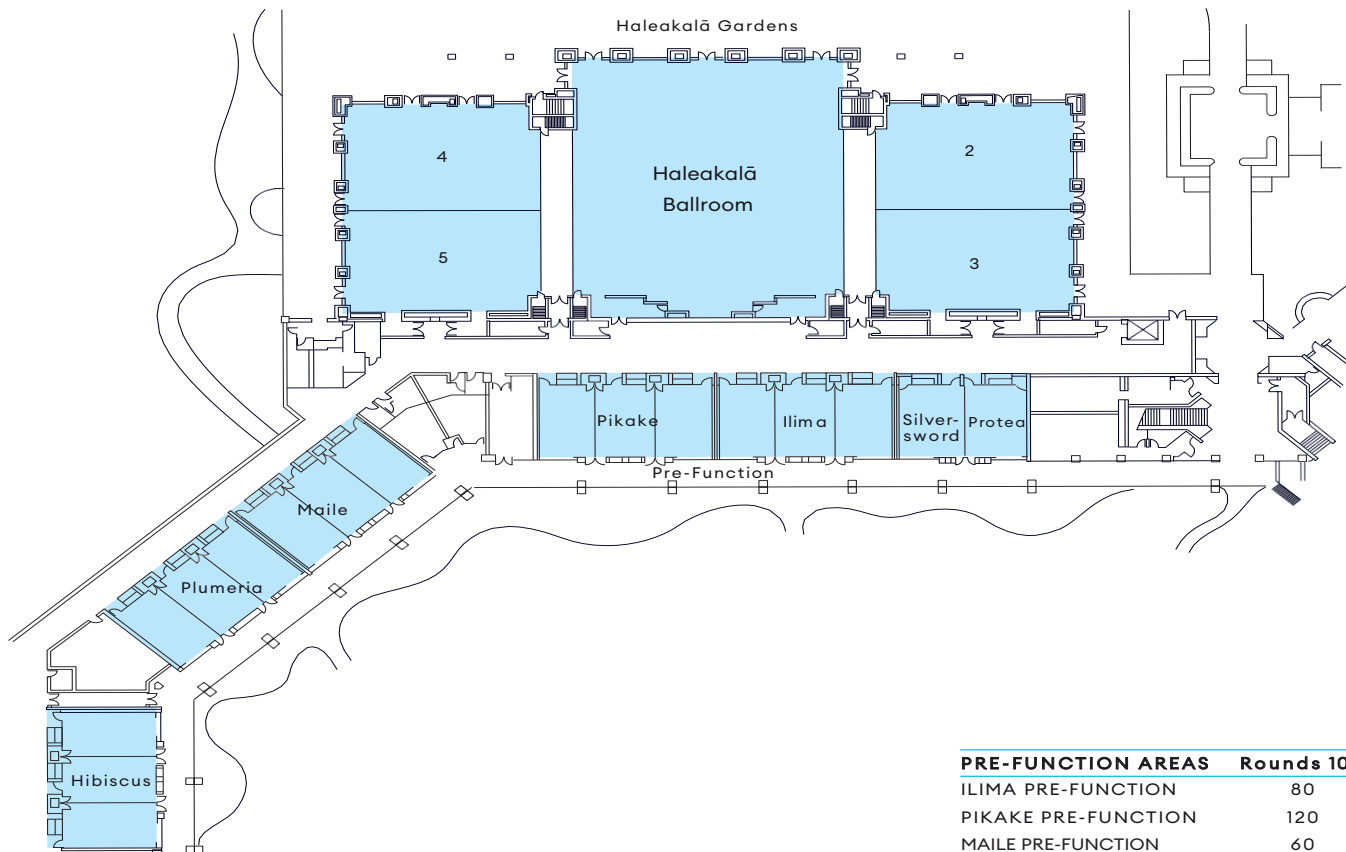 Haleakalā Gardens
4
Haleakalā
Ballroom
2
5
3
Pikake
Ilima
Silver-
sword
Protea
Pre-Function
Maile
Plumeria
Hibiscus
PRE-FUNCTION AREAS Rounds 10
ILIMA PRE-FUNCTION 80
PIKAKE PRE-FUNCTION 120
MAILE PRE-FUNCTION 60